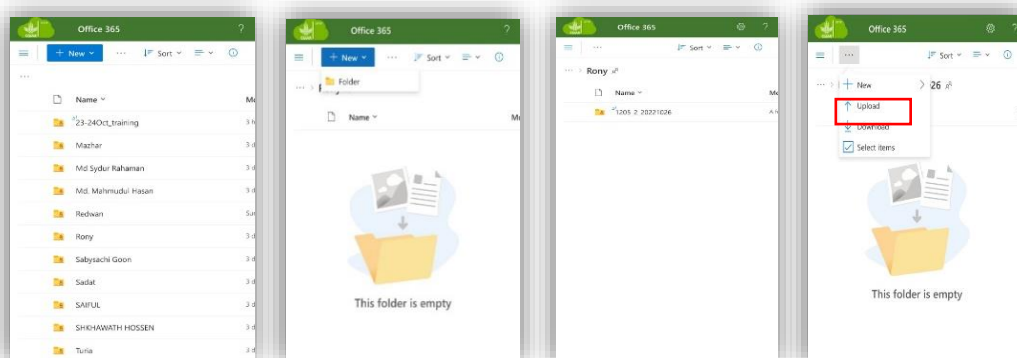 Office 365 ?
+ New ... Sort
...
Name
23-24Oct_training
Mazhar
Md Sydur Rahaman
Md. Mahmudul Hasan
Redwan
Rony
Sabysachi Goon
Sadat
SAIFUL
SHKHAWATH HOSSEN
Turia
Office 365 ?
+ New ... Sort
Folder
... >
Name
This folder is empty
Office 365 ?
... Sort
... > Rony
Name
1205_2_20221026
Office 365 ?
... Sort
... > 26
+ New >
Upload
Download
Select items
This folder is empty